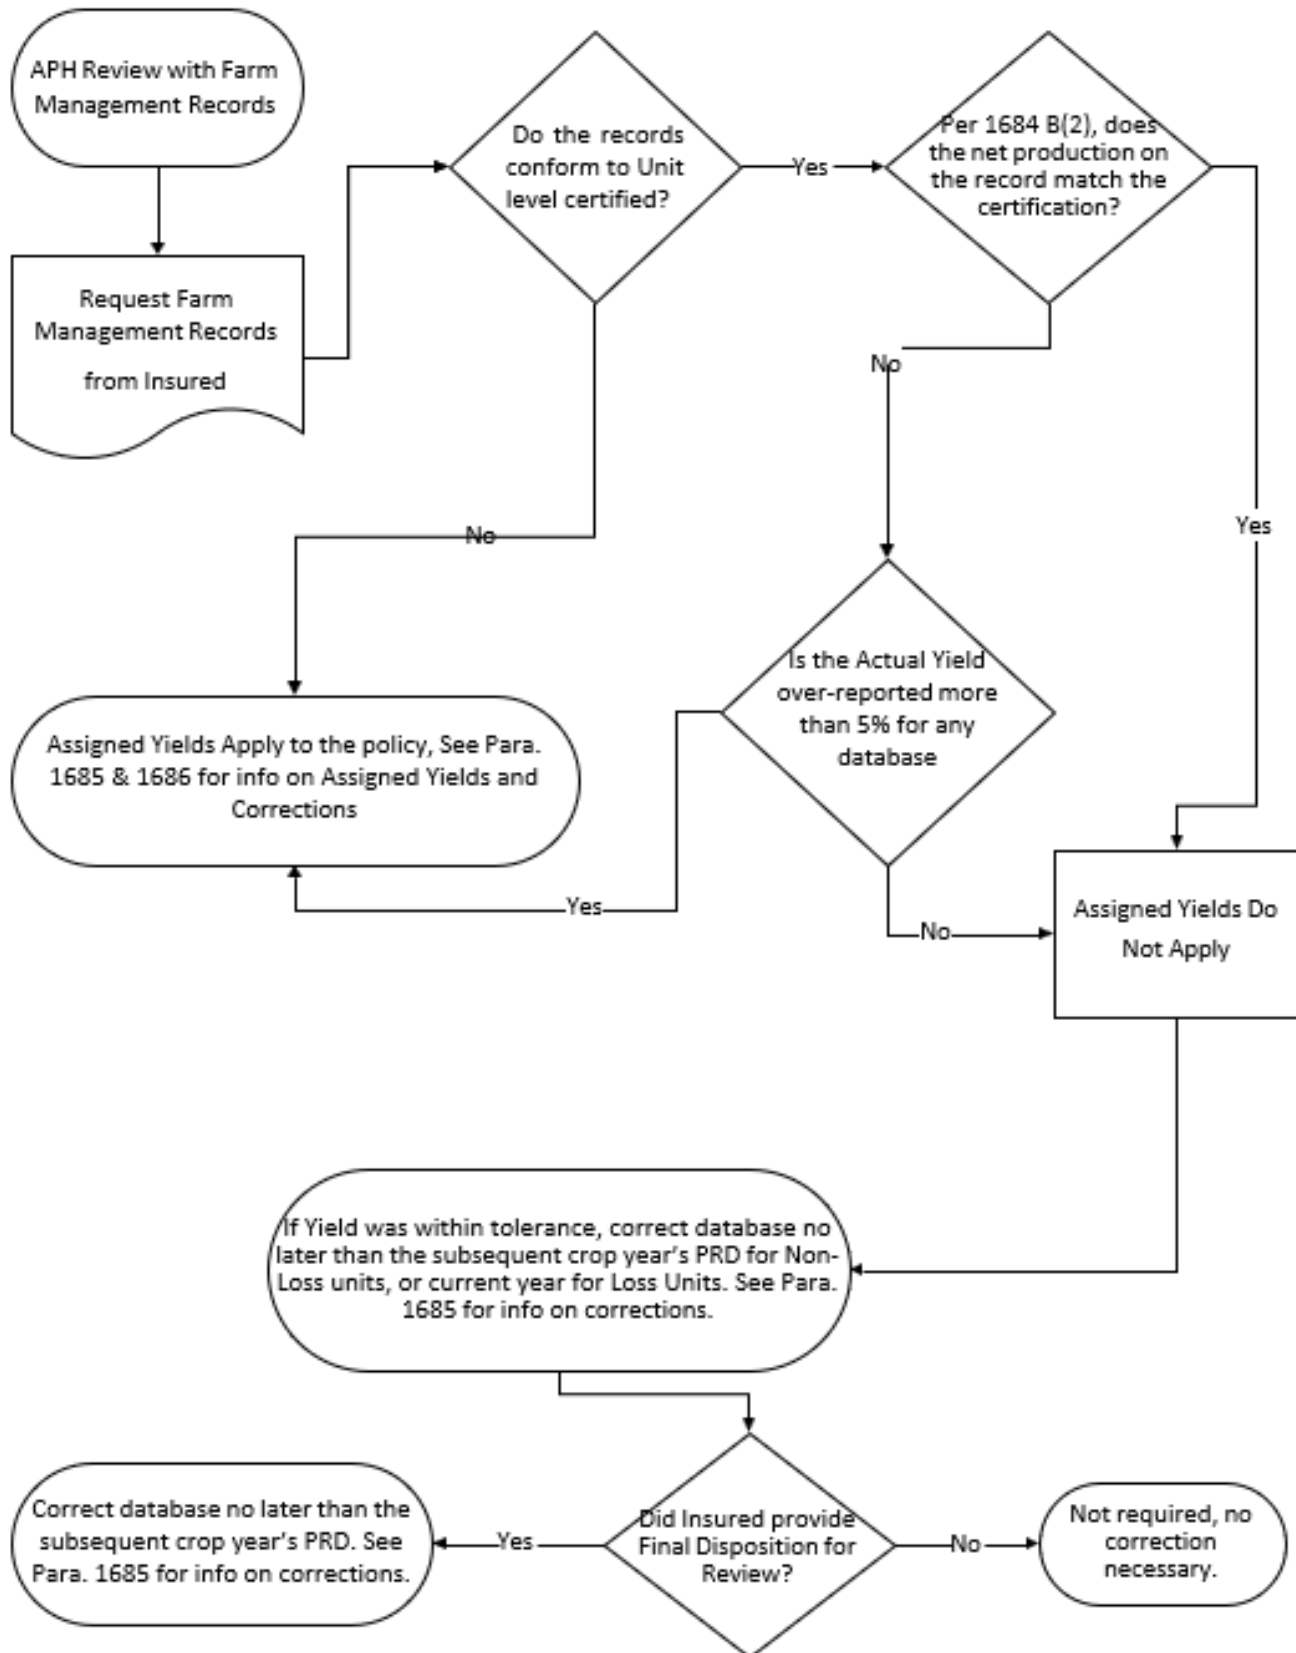 APH Review with Farm
Management Records
Request Farm
Management Records
from Insured
Do the records
conform to Unit
level certified?
Yes
Per 1684 B(2), does
the net production on
the record match the
certification?
No
No
Yes
Is the Actual Yield
over-reported more
than 5% for any
database
Assigned Yields Apply to the policy, See Para.
1685 & 1686 for info on Assigned Yields and
Corrections
Yes
No
Assigned Yields Do
Not Apply
If Yield was within tolerance, correct database no
later than the subsequent crop year’s PRD for Non-
Loss units, or current year for Loss Units. See Para.
1685 for info on corrections.
Correct database no later than the
subsequent crop year’s PRD. See
Para. 1685 for info on corrections.
Yes
Did Insured provide
Final Disposition for
Review?
No
Not required, no
correction
necessary.